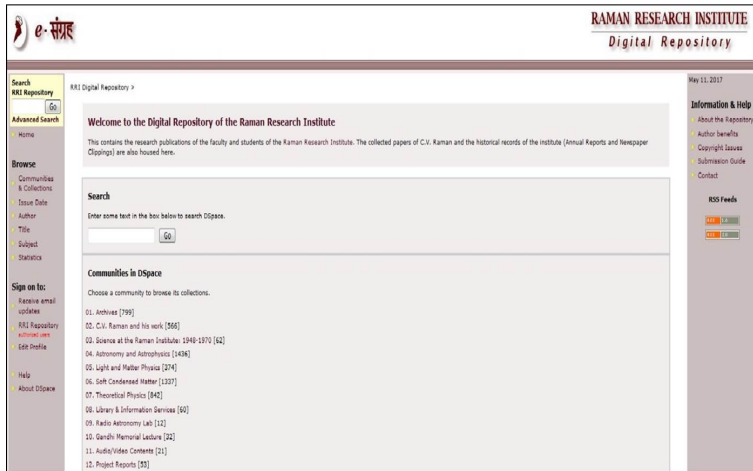 e-संग्रह
RAMAN RESEARCH INSTITUTE
Digital Repository
Search
RRI Repository
Go
Advanced Search
Home
Browse
Communities
& Collections
Issue Date
Author
Title
Subject
Statistics
Sign on to:
Receive email
updates
RRI Repository
authorized users
Edit Profile
Help
About DSpace
RRI Digital Repository >
Welcome to the Digital Repository of the Raman Research Institute
This contains the research publications of the faculty and students of the Raman Research Institute. The collected papers of C.V. Raman and the historical records of the institute (Annual Reports and Newspaper
Clippings) are also housed here.
Search
Enter some text in the box below to search DSpace.
Go
Communities in DSpace
Choose a community to browse its collections.
01. Archives [799]
02. C.V. Raman and his work [566]
03. Science at the Raman Institute: 1948-1970 [62]
04. Astronomy and Astrophysics [1436]
05. Light and Matter Physics [374]
06. Soft Condensed Matter [1337]
07. Theoretical Physics [842]
08. Library & Information Services [60]
09. Radio Astronomy Lab [12]
10. Gandhi Memorial Lecture [32]
11. Audio/Video Contents [21]
12. Project Reports [53]
May 11, 2017
Information & Help
About the Repository
Author benefits
Copyright Issues
Submission Guide
Contact
RSS Feeds